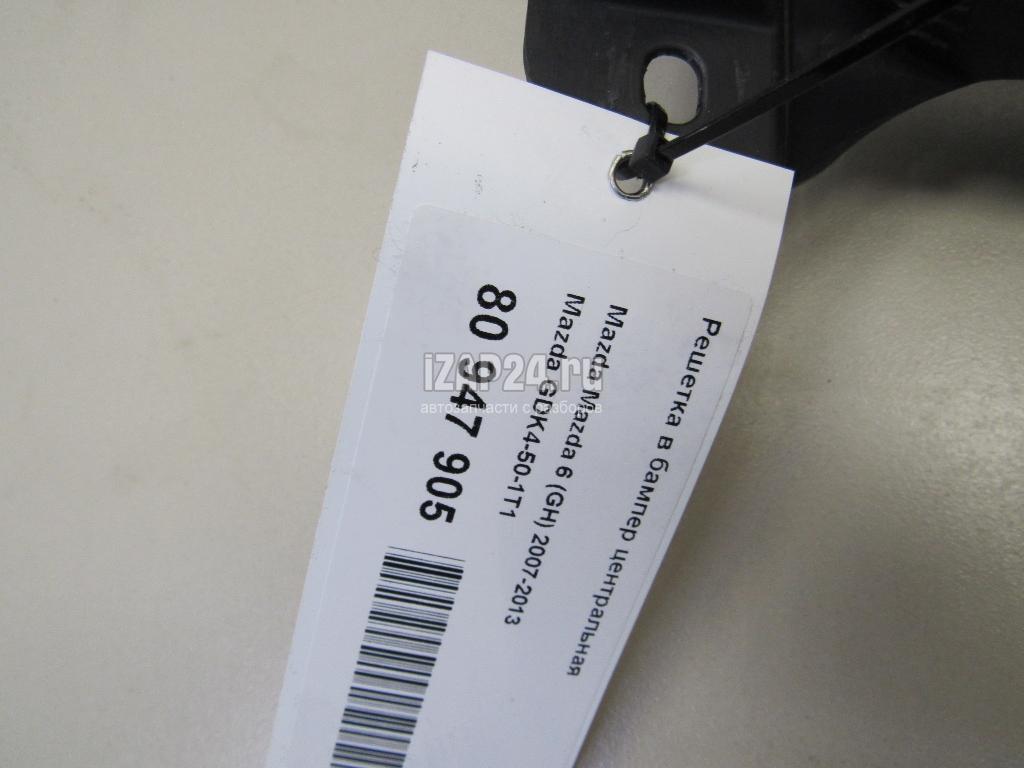 Решетка в бампер центральная
Mazda Mazda 6 (GH) 2007-2013
Mazda GDK4-50-1T1
80 947 905
iZAP24.ru
автозапчасти с разборов